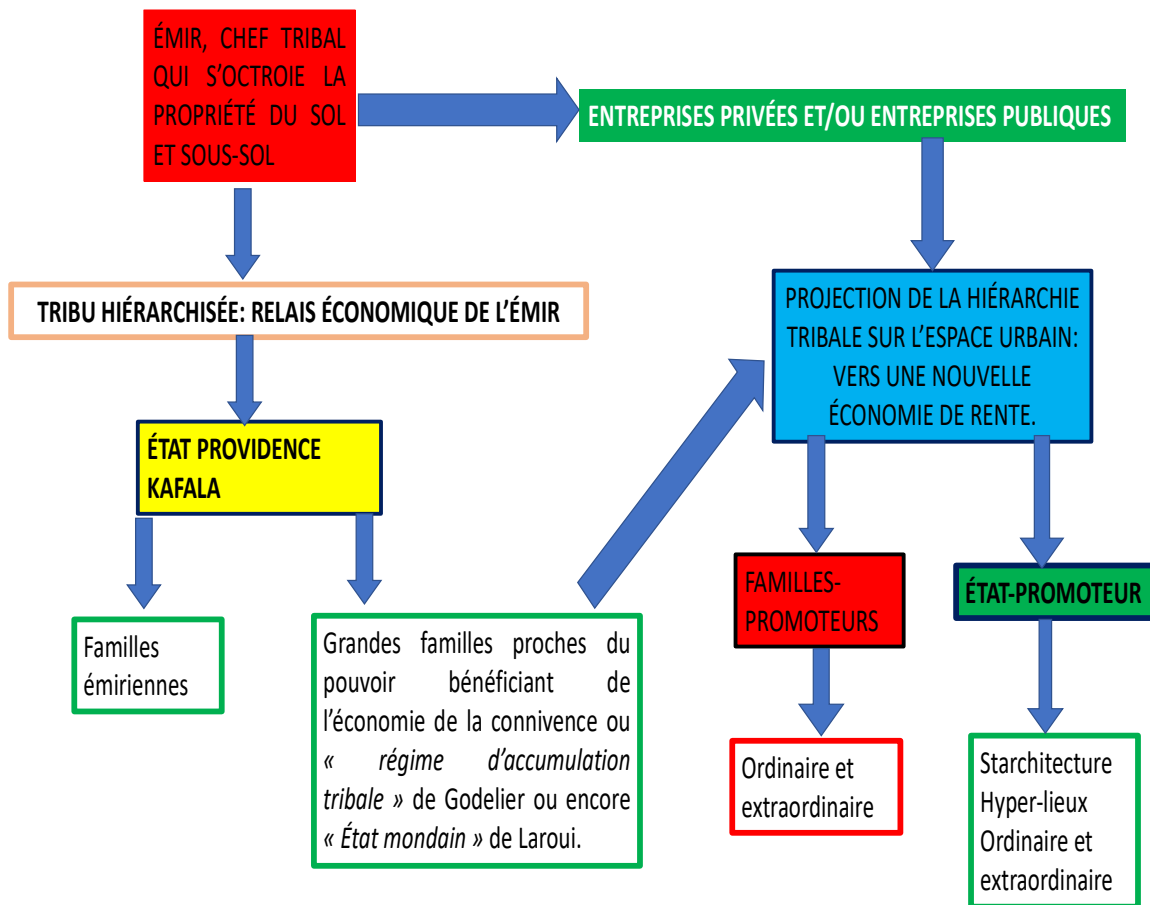 ÉMIR, CHEF TRIBAL
QUI S’OCTROIE LA
PROPRIÉTÉ DU SOL
ET SOUS-SOL
ENTREPRISES PRIVÉES ET/OU ENTREPRISES PUBLIQUES
TRIBU HIÉRARCHISÉE: RELAIS ÉCONOMIQUE DE L’ÉMIR
PROJECTION DE LA HIÉRARCHIE
TRIBALE SUR L’ESPACE URBAIN:
VERS UNE NOUVELLE
ÉCONOMIE DE RENTE.
ÉTAT PROVIDENCE
KAFALA
Familles
émiriennes
Grandes familles proches du
pouvoir bénéficiant de
l’économie de la connivence ou
« régime d’accumulation
tribale » de Godelier ou encore
« État mondain » de Laroui.
FAMILLES-
PROMOTEURS
ÉTAT-PROMOTEUR
Ordinaire et
extraordinaire
Starchitecture
Hyper-lieux
Ordinaire et
extraordinaire